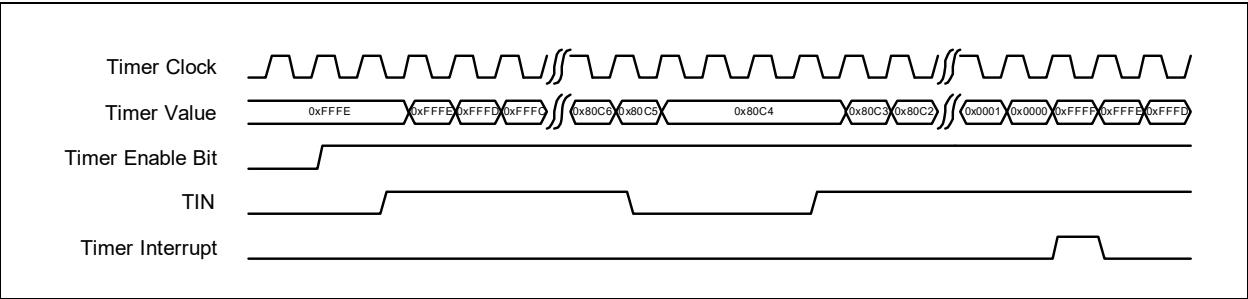 Timer Clock
Timer Value 0xFFFE 0xFFFE 0xFFFD 0xFFFC 0x80C6 0x80C5 0x80C4 0x80C3 0x80C2 0x0001 0x0000 0xFFFF 0xFFFE 0xFFFD
Timer Enable Bit
TIN
Timer Interrupt